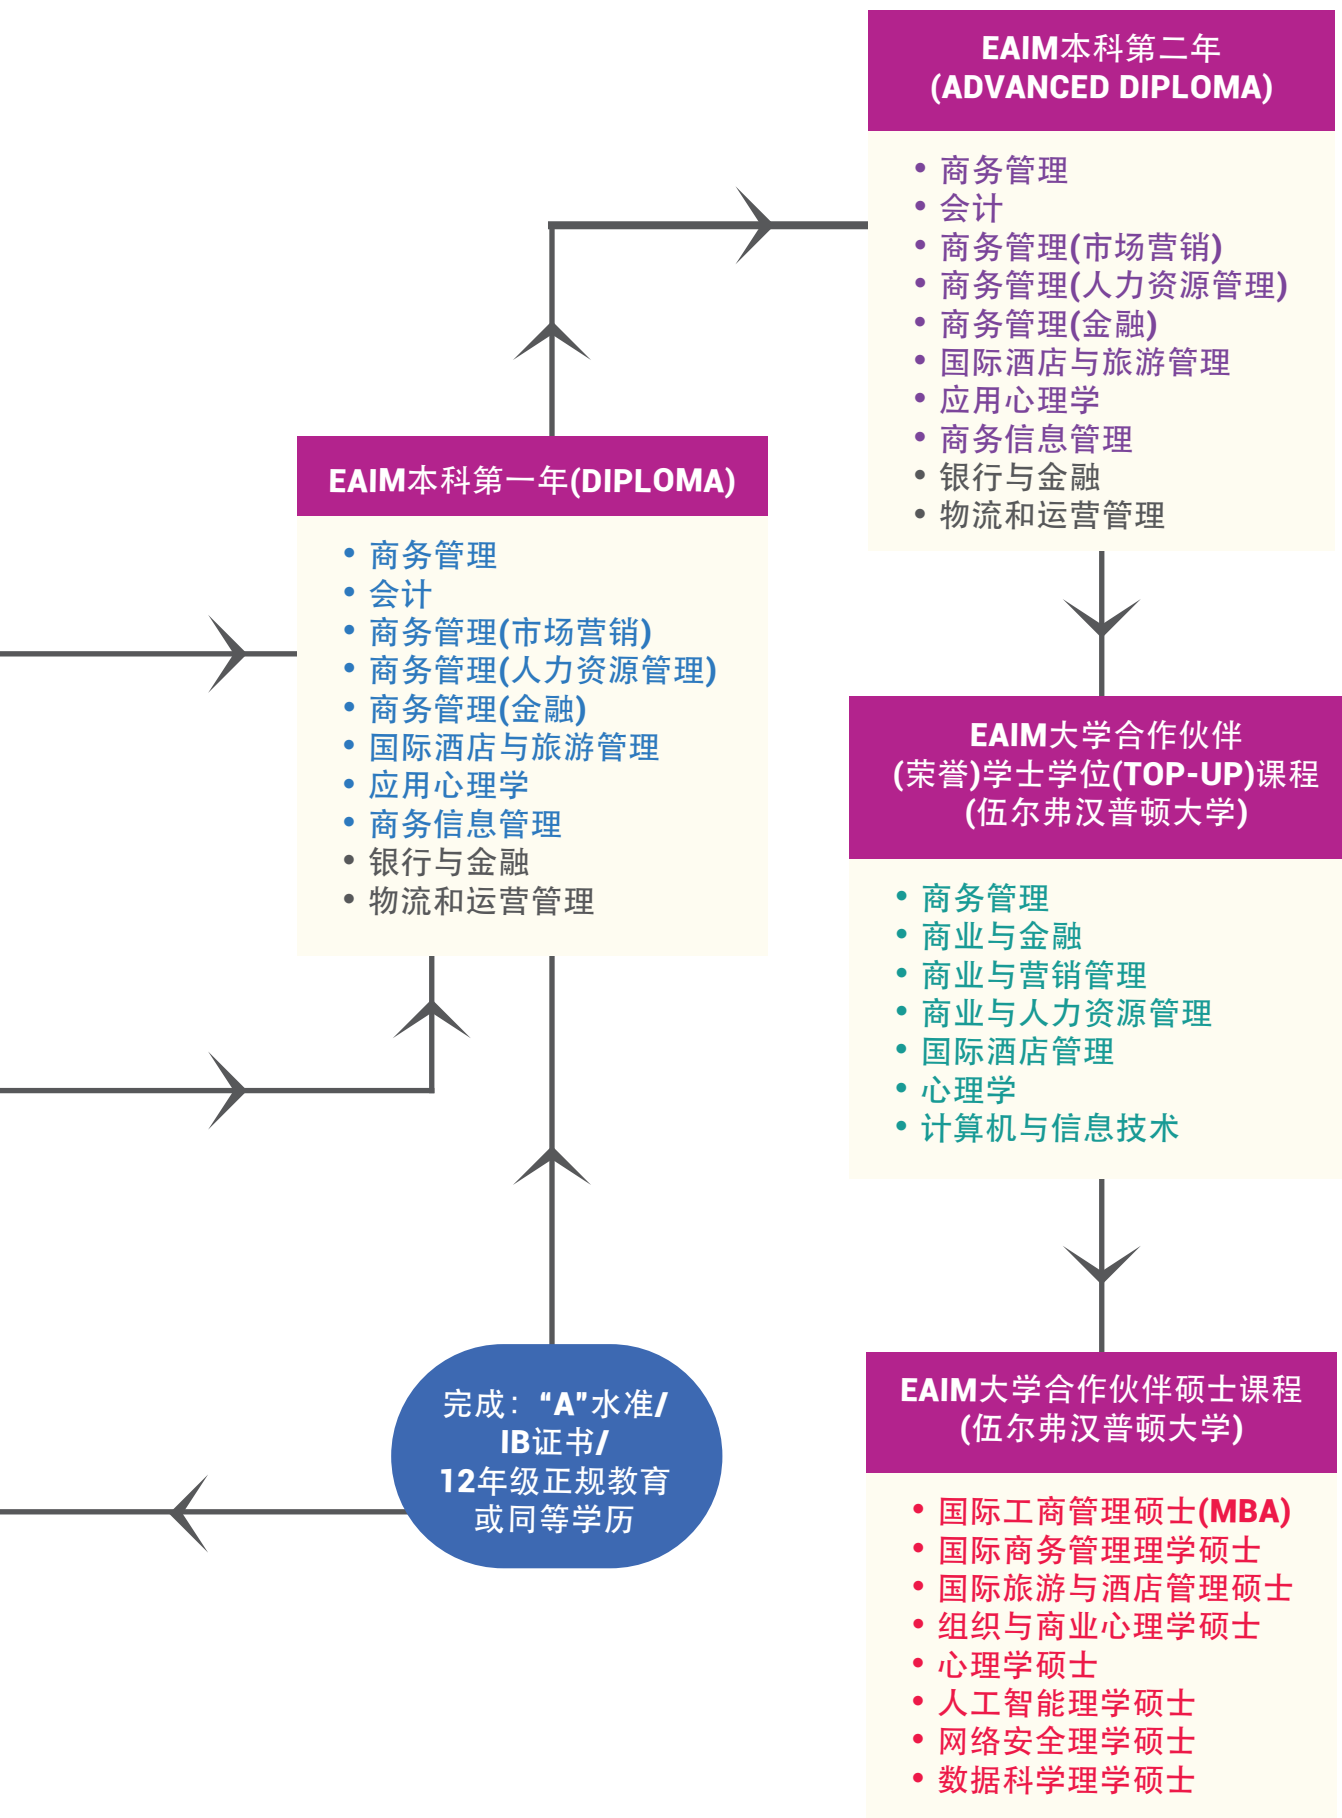 EAIM本科第二年
(ADVANCED DIPLOMA)
• 商务管理
• 会计
• 商务管理(市场营销)
• 商务管理(人力资源管理)
• 商务管理(金融)
• 国际酒店与旅游管理
• 应用心理学
• 商务信息管理
• 银行与金融
• 物流和运营管理
EAIM本科第一年(DIPLOMA)
• 商务管理
• 会计
• 商务管理(市场营销)
• 商务管理(人力资源管理)
• 商务管理(金融)
• 国际酒店与旅游管理
• 应用心理学
• 商务信息管理
• 银行与金融
• 物流和运营管理
EAIM大学合作伙伴
(荣誉)学士学位(TOP-UP)课程
(伍尔弗汉普顿大学)
• 商务管理
• 商业与金融
• 商业与营销管理
• 商业与人力资源管理
• 国际酒店管理
• 心理学
• 计算机与信息技术
完成：“A”水准/
IB证书/
12年级正规教育
或同等学历
EAIM大学合作伙伴硕士课程
(伍尔弗汉普顿大学)
• 国际工商管理硕士(MBA)
• 国际商务管理理学硕士
• 国际旅游与酒店管理硕士
• 组织与商业心理学硕士
• 心理学硕士
• 人工智能理学硕士
• 网络安全理学硕士
• 数据科学理学硕士